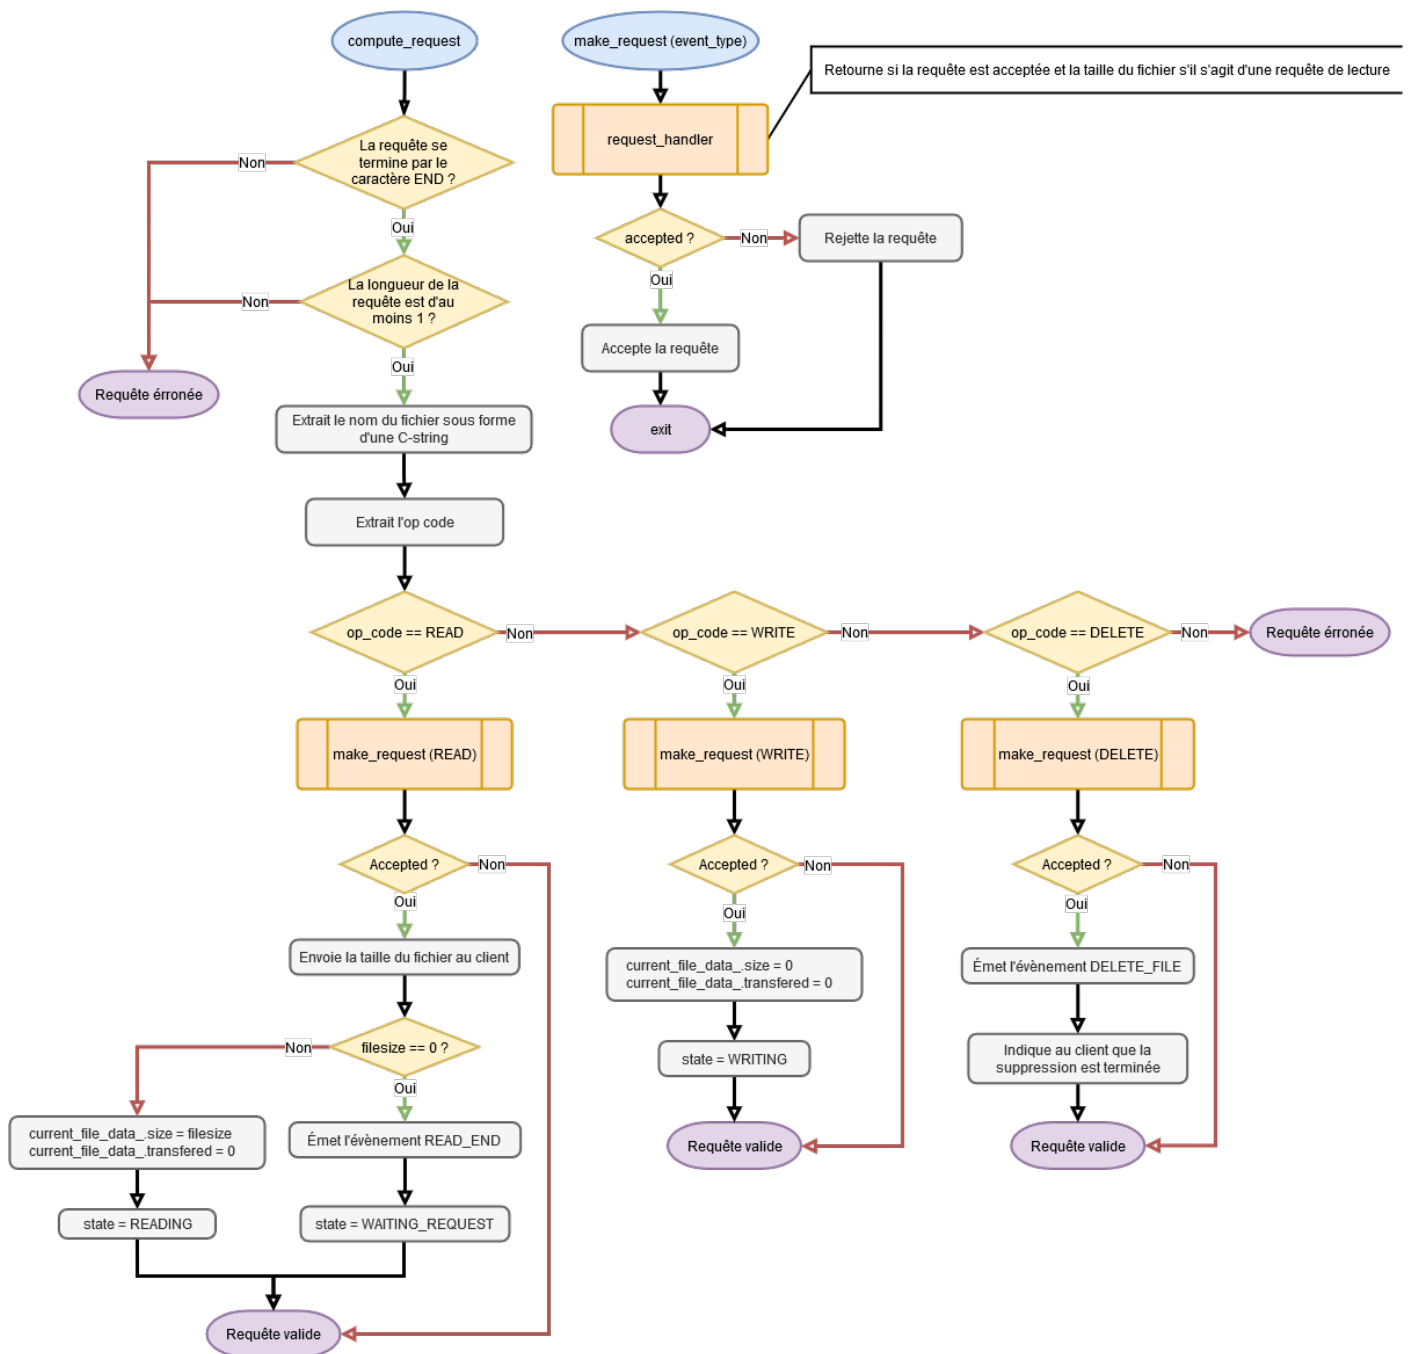 compute_request
make_request (event_type)
Retourne si la requête est acceptée et la taille du fichier s'il s'agit d'une requête de lecture
request_handler
La requête se
termine par le
caractère END ?
Non
Oui
accepted ?
Non
Rejette la requête
Oui
La longueur de la
requête est d'au
moins 1 ?
Non
Oui
Accepte la requête
Requête érronée
exit
Extrait le nom du fichier sous forme
d'une C-string
Extrait l'op code
op_code == READ
Non
op_code == WRITE
Non
op_code == DELETE
Non
Requête érronée
Oui
Oui
Oui
make_request (READ)
make_request (WRITE)
make_request (DELETE)
Accepted ?
Non
Accepted ?
Non
Accepted ?
Non
Oui
Oui
Oui
Envoie la taille du fichier au client
current_file_data_.size = 0
current_file_data_.transfered = 0
Émet l'évènement DELETE_FILE
filesize == 0 ?
Non
Oui
state = WRITING
Indique au client que la
suppression est terminée
current_file_data_.size = filesize
current_file_data_.transfered = 0
Émet l'évènement READ_END
Requête valide
Requête valide
state = READING
state = WAITING_REQUEST
Requête valide